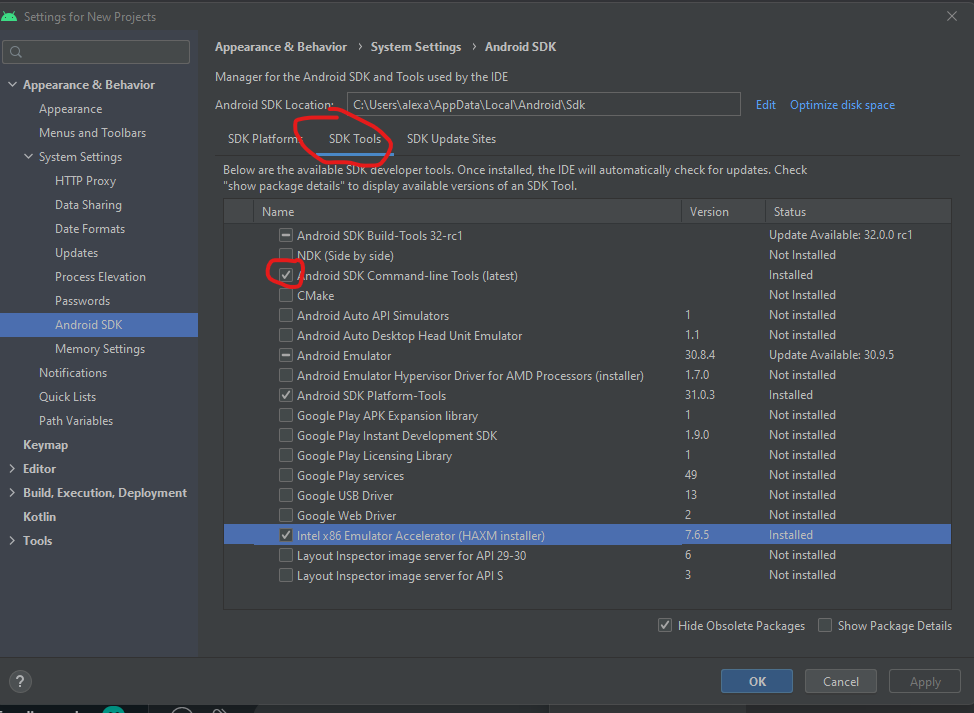 Settings for New Projects
Appearance & Behavior › System Settings › Android SDK
Manager for the Android SDK and Tools used by the IDE
Android SDK Location: C:\Users\alexa\AppData\Local\Android\Sdk Edit Optimize disk space
SDK Platforms SDK Tools SDK Update Sites
Below are the available SDK developer tools. Once installed, the IDE will automatically check for updates. Check
"show package details" to display available versions of an SDK Tool.
Name Version Status
Android SDK Build-Tools 32-rc1 Update Available: 32.0.0 rc1
NDK (Side by side) Not Installed
Android SDK Command-line Tools (latest) Installed
CMake Not Installed
Android Auto API Simulators 1 Not installed
Android Auto Desktop Head Unit Emulator 1.1 Not installed
Android Emulator 30.8.4 Update Available: 30.9.5
Android Emulator Hypervisor Driver for AMD Processors (installer) 1.7.0 Not installed
Android SDK Platform-Tools 31.0.3 Installed
Google Play APK Expansion library 1 Not installed
Google Play Instant Development SDK 1.9.0 Not installed
Google Play Licensing Library 1 Not installed
Google Play services 49 Not installed
Google USB Driver 13 Not installed
Google Web Driver 2 Not installed
Intel x86 Emulator Accelerator (HAXM installer) 7.6.5 Installed
Layout Inspector image server for API 29-30 6 Not installed
Layout Inspector image server for API S 3 Not installed
Hide Obsolete Packages Show Package Details
Appearance & Behavior
Appearance
Menus and Toolbars
System Settings
HTTP Proxy
Data Sharing
Date Formats
Updates
Process Elevation
Passwords
Android SDK
Memory Settings
Notifications
Quick Lists
Path Variables
Keymap
Editor
Build, Execution, Deployment
Kotlin
Tools
? OK Cancel Apply